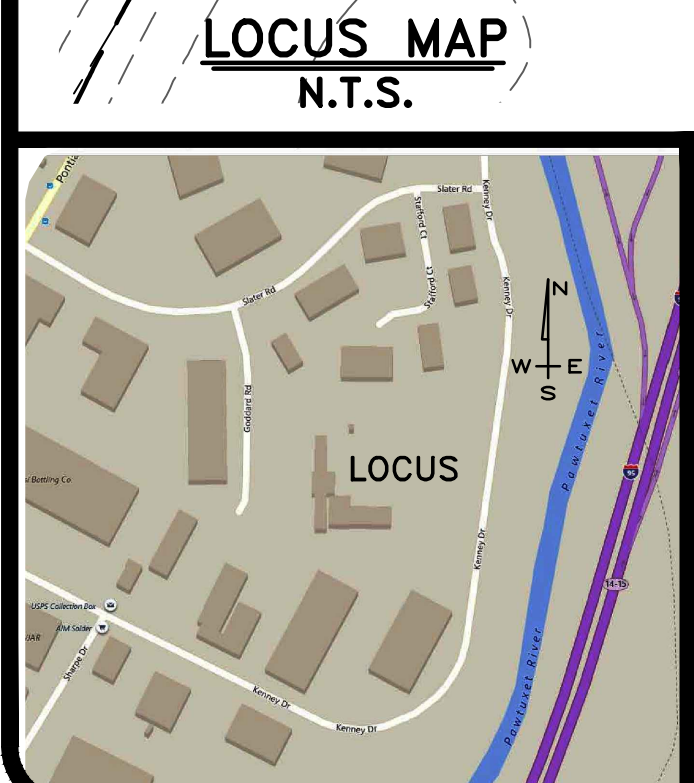 LOCUS MAP
N.T.S.
Slater Rd
Kenney Dr
Stafford Ct
Stafford Ct
Slater Rd
Kenney Dr
N
W E
S
Pawtuxet River
Goddard Rd
LOCUS
95
Bottling Co
Kenney Dr
14-15
USPS Collection Box
AIM Solder
Sharpe Dr
Kenney Dr
Kenney Dr
Pawtuxet River